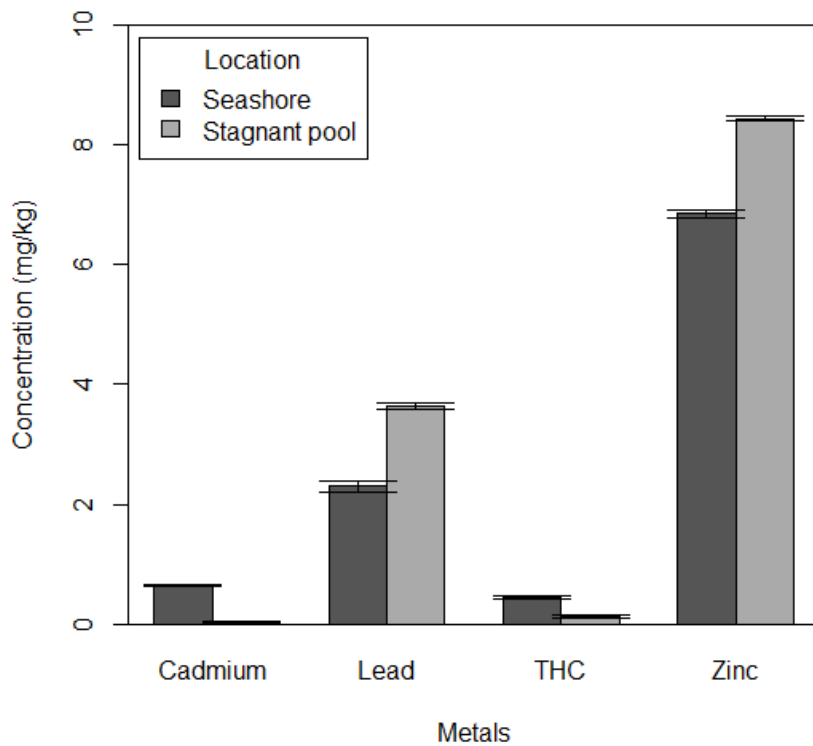 10
8
6
4
2
0
Concentration (mg/kg)
Location
Seashore
Stagnant pool
Cadmium Lead THC Zinc
Metals